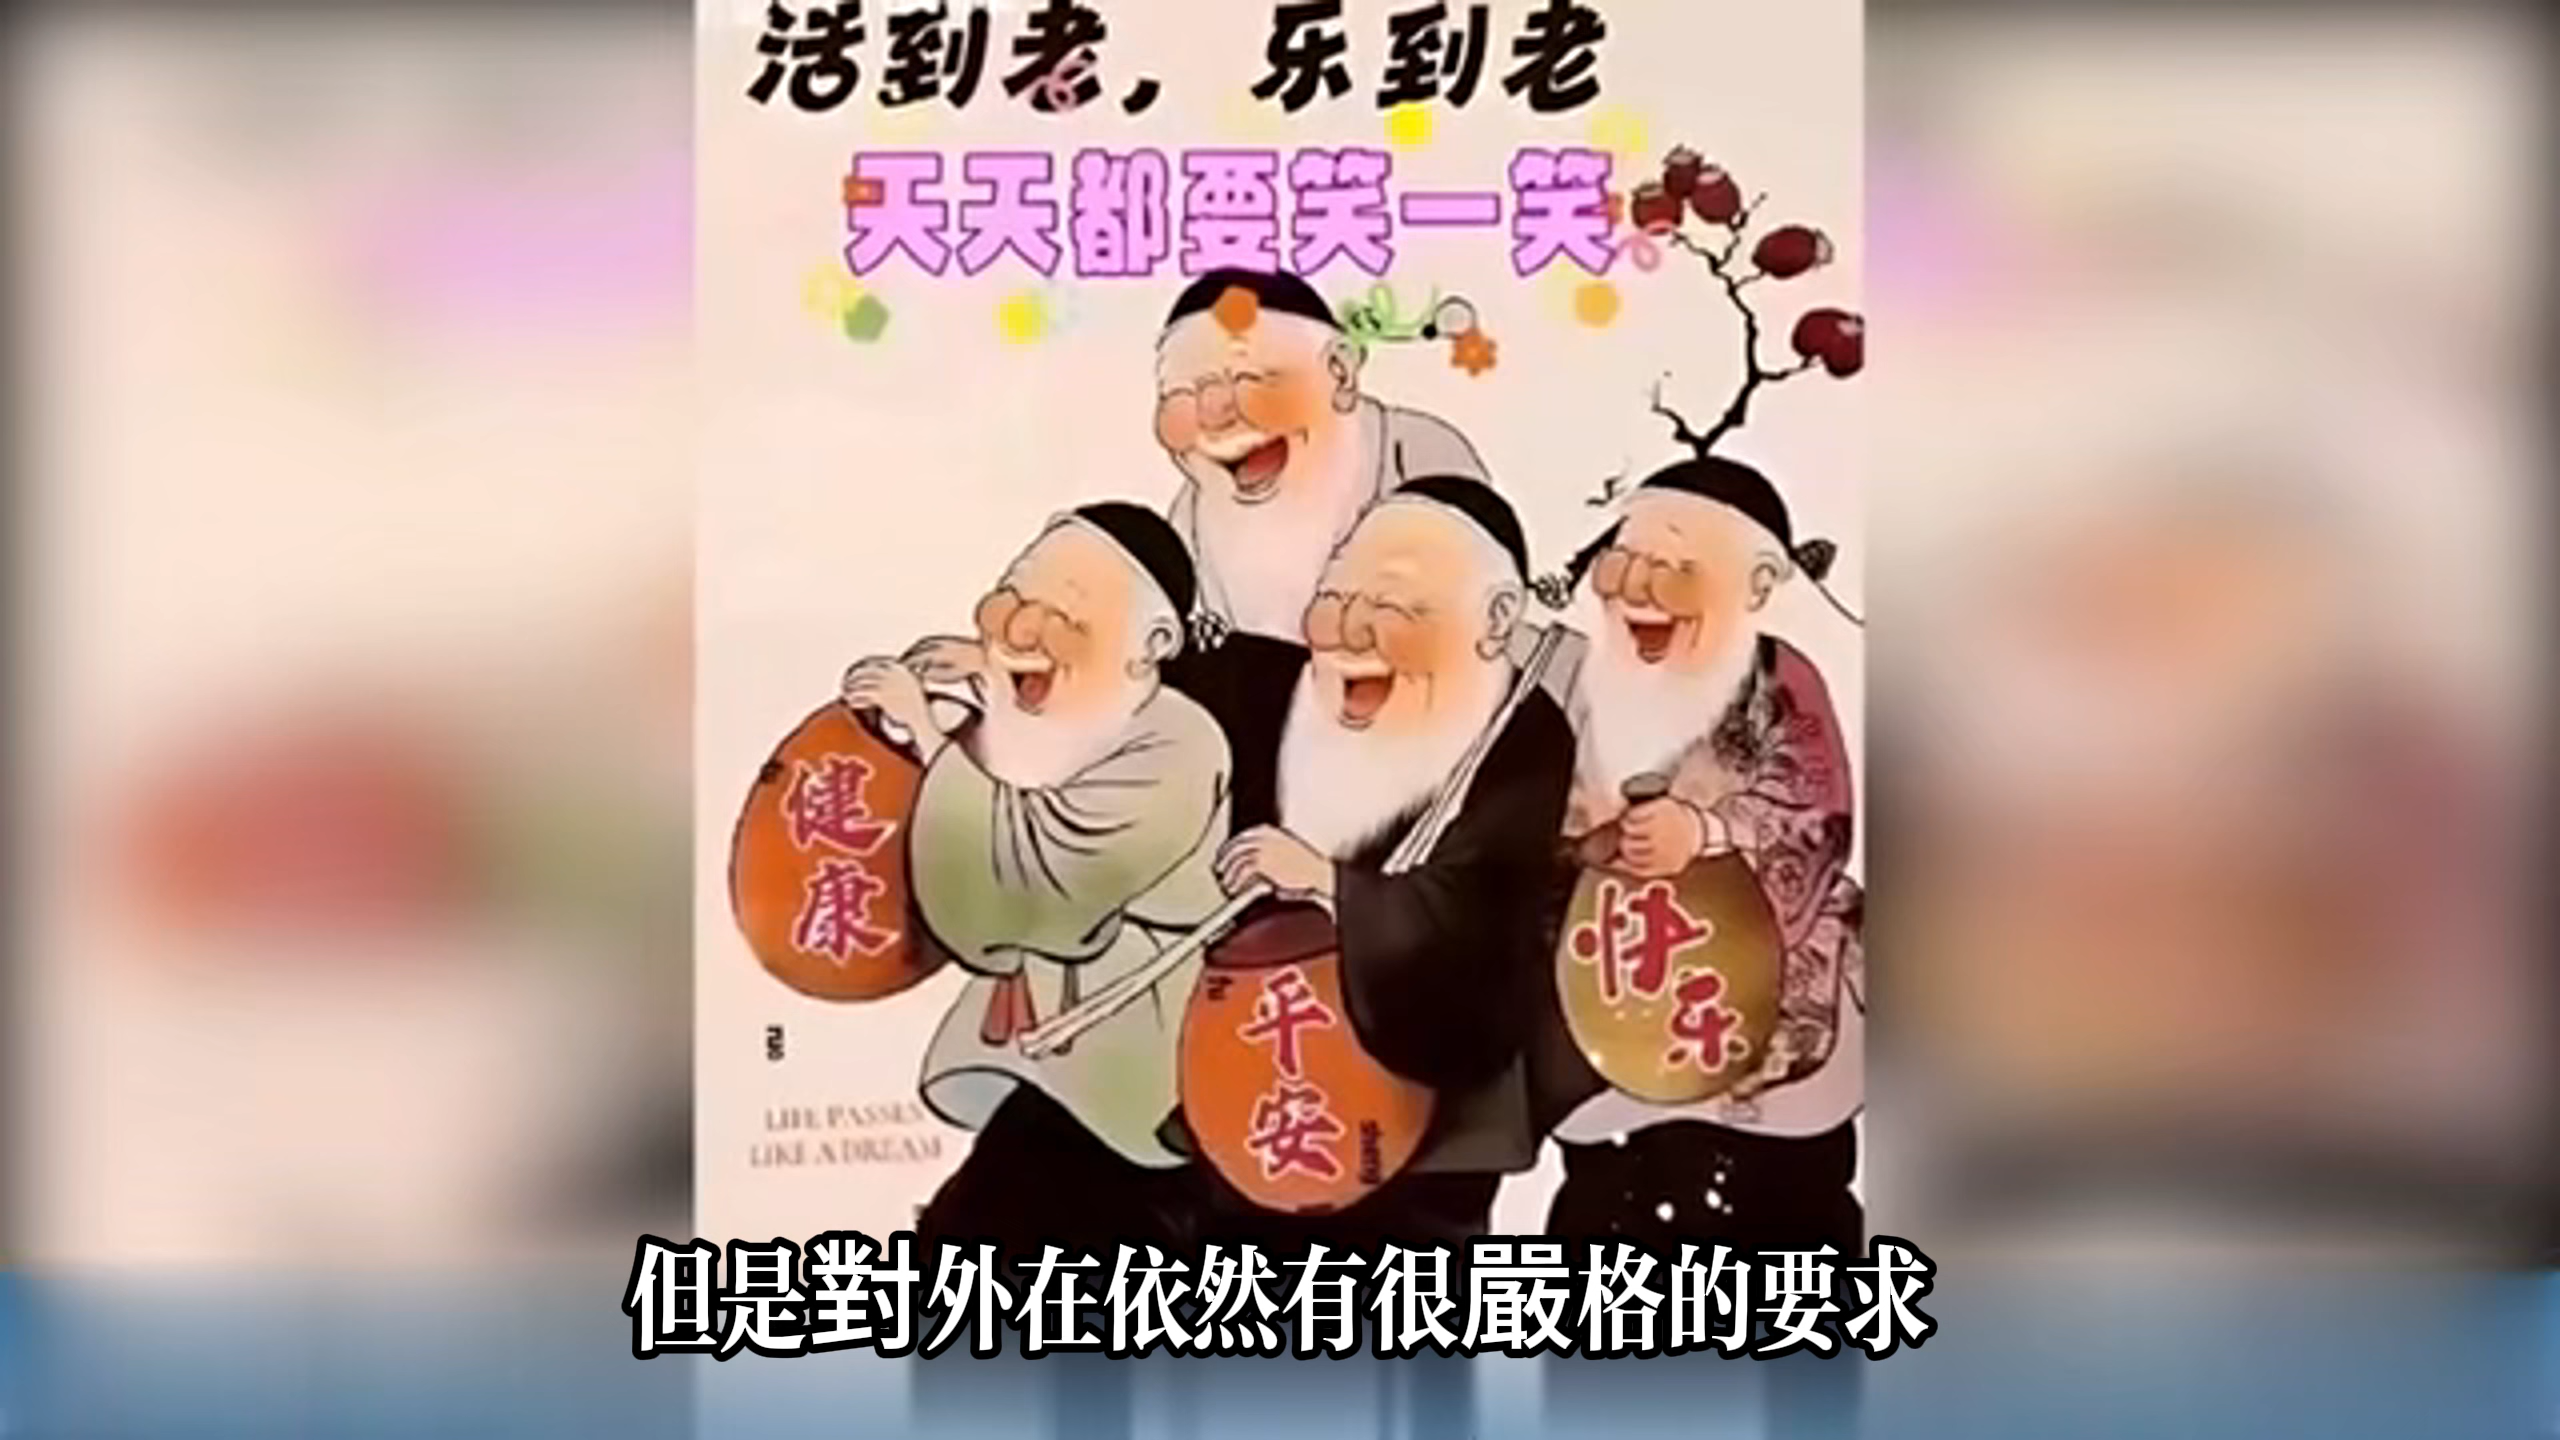 活到老，乐到老
天天都要笑一笑
健康
平安
快乐
LIFE PASSES
LIKE A DREAM
但是對外在依然有很嚴格的要求